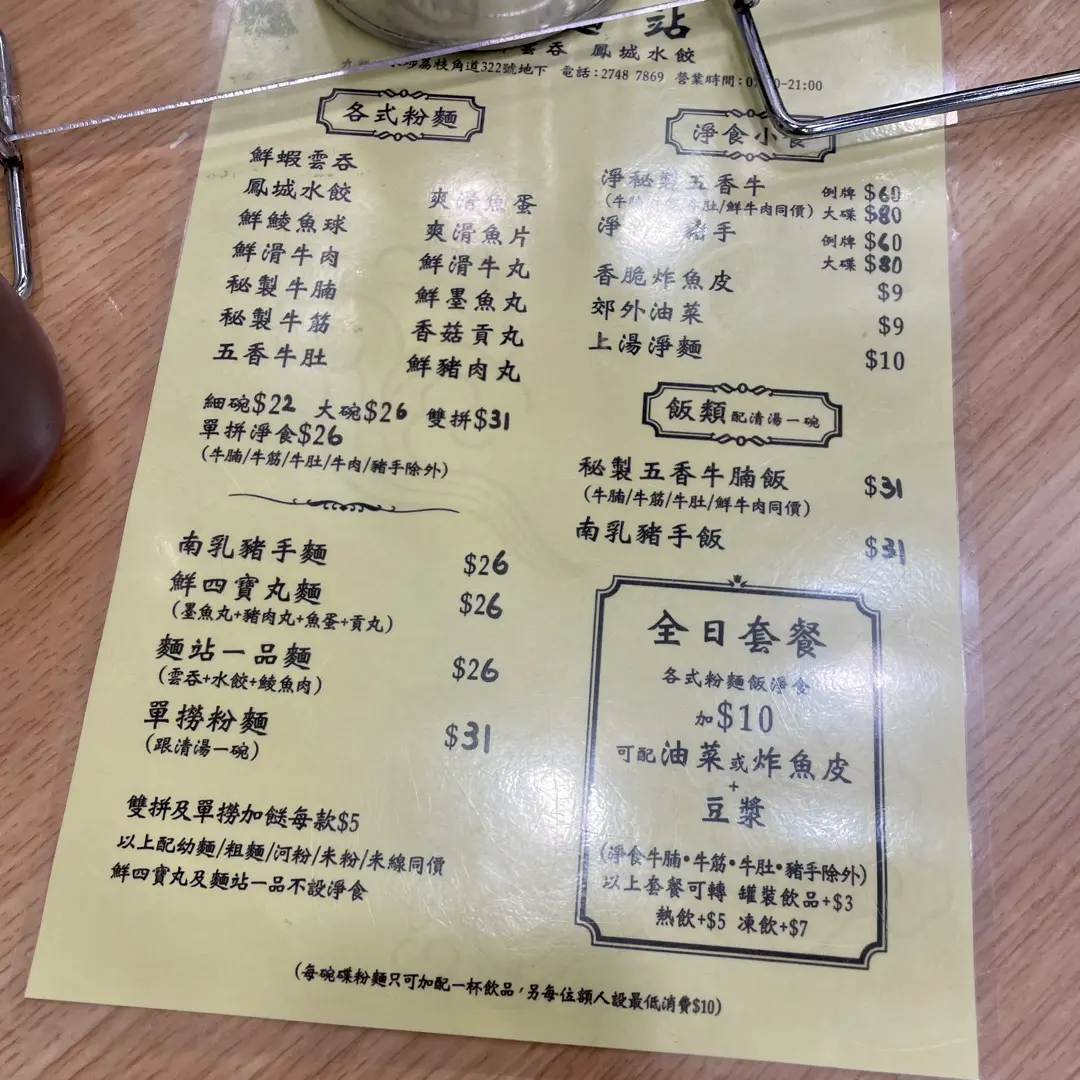 站
雲吞 鳳城水餃
荔枝角道322號地下 電話:2748 7869 營業時間: -21:00
各式粉麵
鮮蝦雲吞
鳳城水餃
鮮鯪魚球
鮮滑牛肉
秘製牛腩
秘製牛筋
五香牛肚
爽滑魚蛋
爽滑魚片
鮮滑牛丸
鮮墨魚丸
香菇貢丸
鮮豬肉丸
細碗$22 大碗$26 雙拼$31
單拼淨食$26
(牛腩/牛筋/牛肚/牛肉/豬手除外)
南乳豬手麵 $26
鮮四寶丸麵 $26
(墨魚丸+豬肉丸+魚蛋+貢丸)
麵站一品麵 $26
(雲吞+水餃+鯪魚肉)
單撈粉麵 $31
(跟清湯一碗)
雙拼及單撈加餸每款$5
以上配幼麵/粗麵/河粉/米粉/米線同價
鮮四寶丸及麵站一品不設淨食
淨食小食
淨秘製五香牛 例牌 $60
(牛 牛肚/鮮牛肉同價) 大碟 $80
淨 豬手 例牌 $60
大碟 $80
香脆炸魚皮 $9
郊外油菜 $9
上湯淨麵 $10
飯類 配清湯一碗
秘製五香牛腩飯 $31
(牛腩/牛筋/牛肚/鮮牛肉同價)
南乳豬手飯 $31
全日套餐
各式粉麵飯淨食
加$10
可配油菜或炸魚皮
+
豆漿
(淨食牛腩•牛筋•牛肚•豬手除外)
以上套餐可轉 罐裝飲品+$3
熱飲+$5 凍飲+$7
(每碗碟粉麵只可加配一杯飲品,另每位額人設最低消費$10)